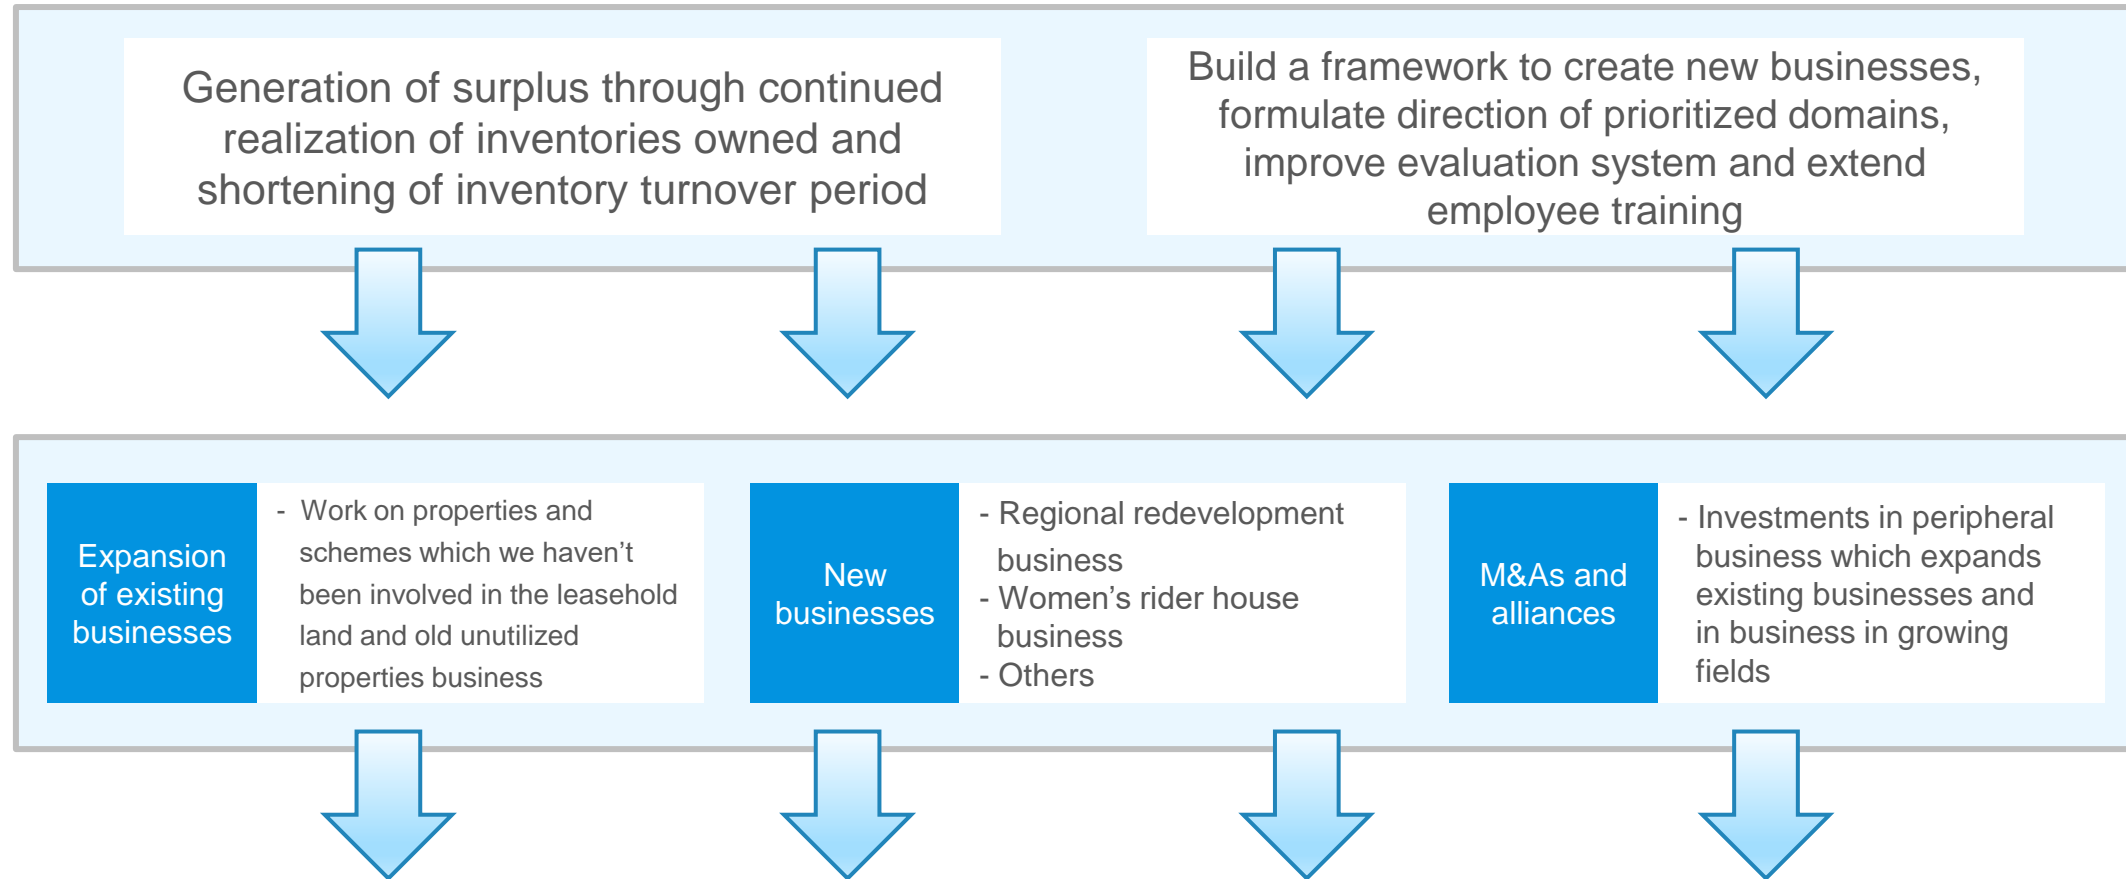 Generation of surplus through continued
realization of inventories owned and
shortening of inventory turnover period
Build a framework to create new businesses,
formulate direction of prioritized domains,
improve evaluation system and extend
employee training
Expansion
of existing
businesses
- Work on properties and
schemes which we haven’t
been involved in the leasehold
land and old unutilized
properties business
New
businesses
- Regional redevelopment
business
- Women’s rider house
business
- Others
M&As and
alliances
- Investments in peripheral
business which expands
existing businesses and
in business in growing
fields